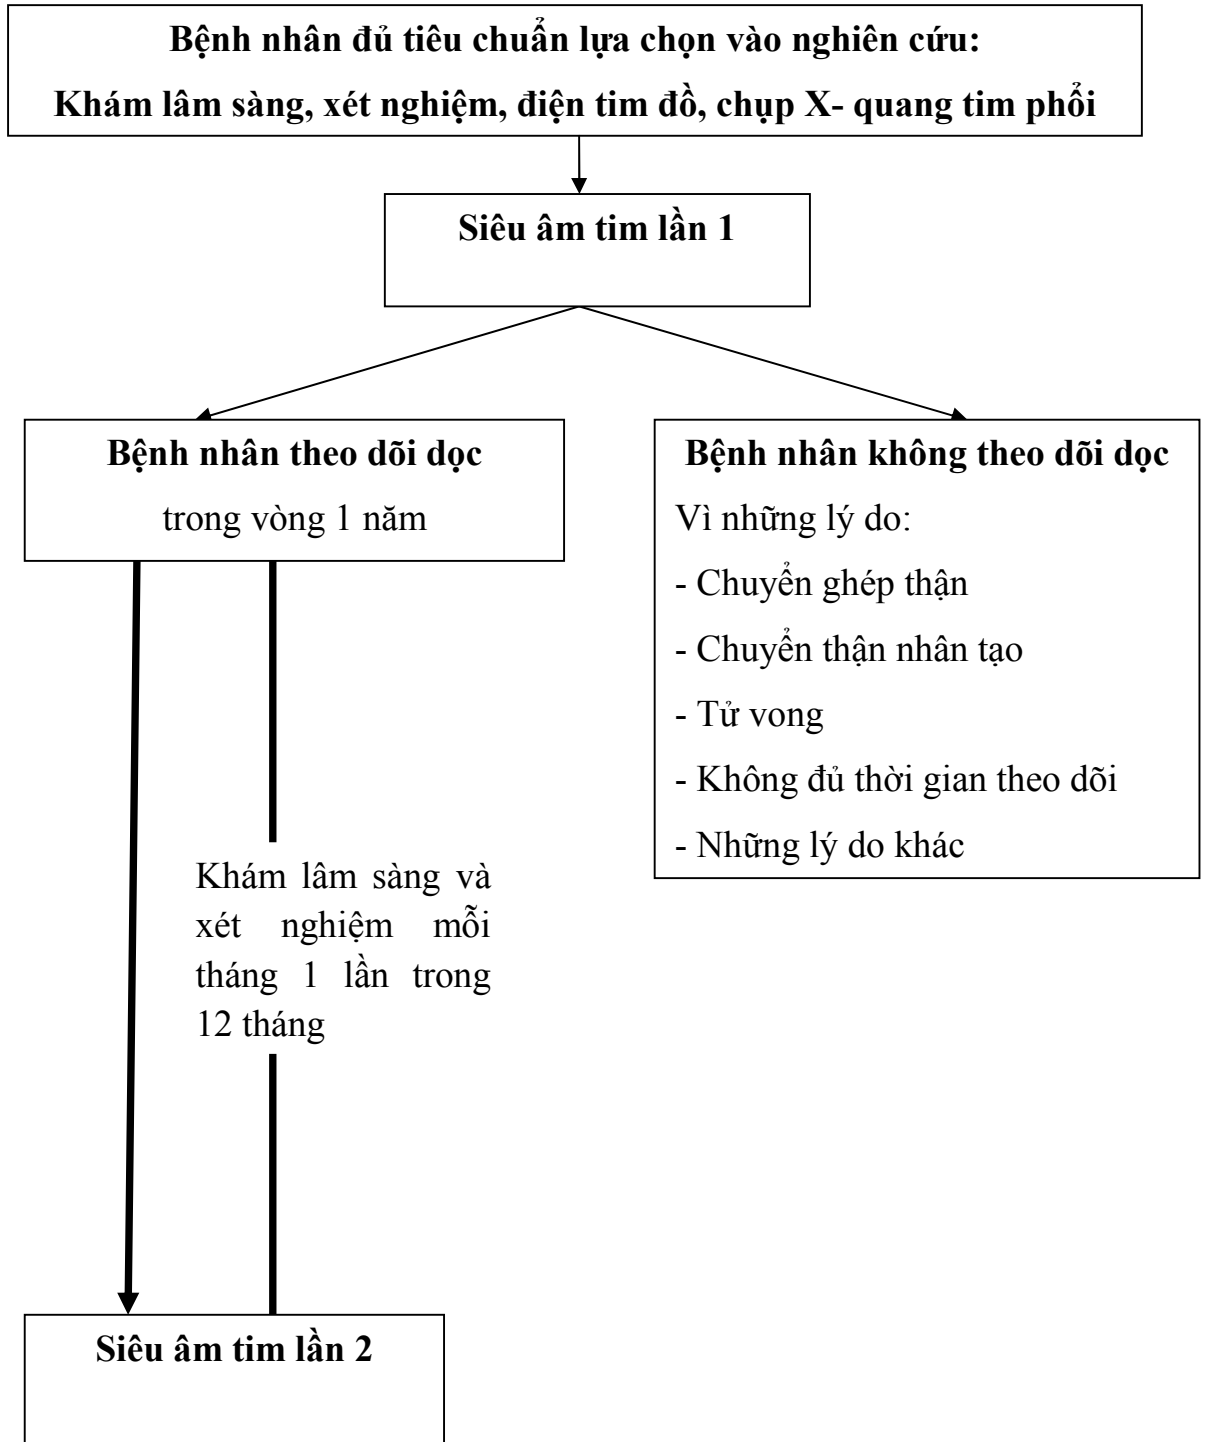 Bệnh nhân đủ tiêu chuẩn lựa chọn vào nghiên cứu:
Khám lâm sàng, xét nghiệm, điện tim đồ, chụp X- quang tim phổi
Siêu âm tim lần 1
Bệnh nhân theo dõi dọc
trong vòng 1 năm
Bệnh nhân không theo dõi dọc
Vì những lý do:
- Chuyển ghép thận
- Chuyển thận nhân tạo
- Tử vong
- Không đủ thời gian theo dõi
- Những lý do khác
Khám lâm sàng và
xét nghiệm mỗi
tháng 1 lần trong
12 tháng
Siêu âm tim lần 2